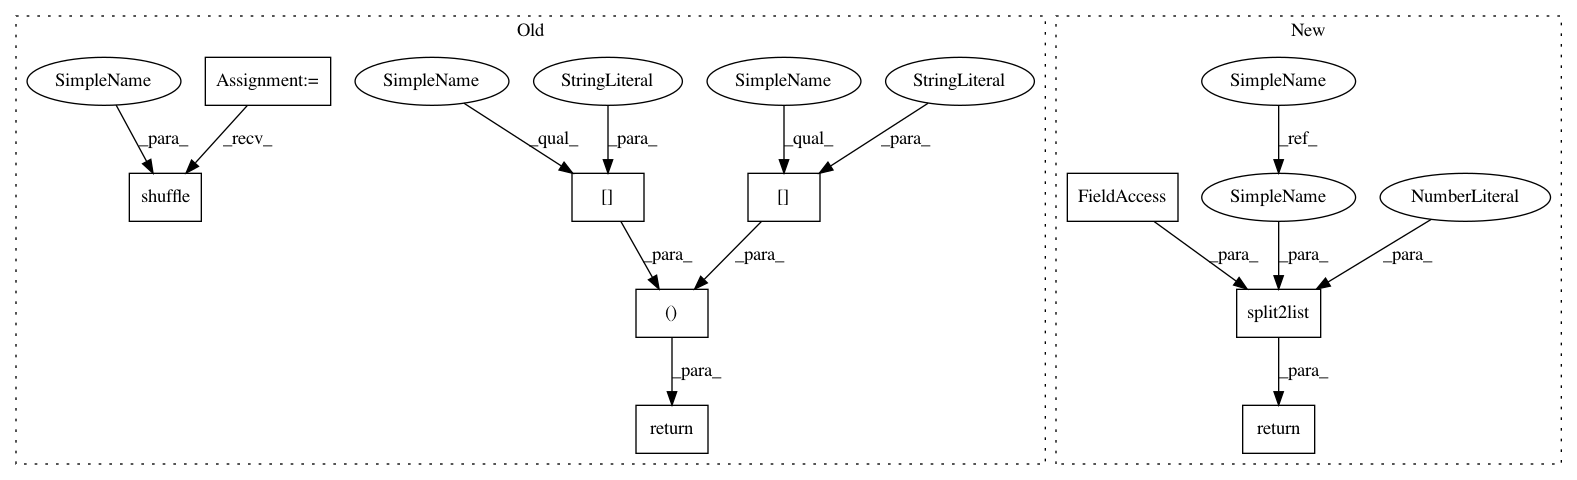 Old
New
SimpleName
Assignment:=
SimpleName
StringLiteral
SimpleName
StringLiteral
SimpleName
_para_
_recv_
_qual_
_para_
_qual_
_para_
_ref_
shuffle
[]
[]
FieldAccess
SimpleName
NumberLiteral
_para_
_para_
_para_
_para_
_para_
()
split2list
_para_
_para_
return
return